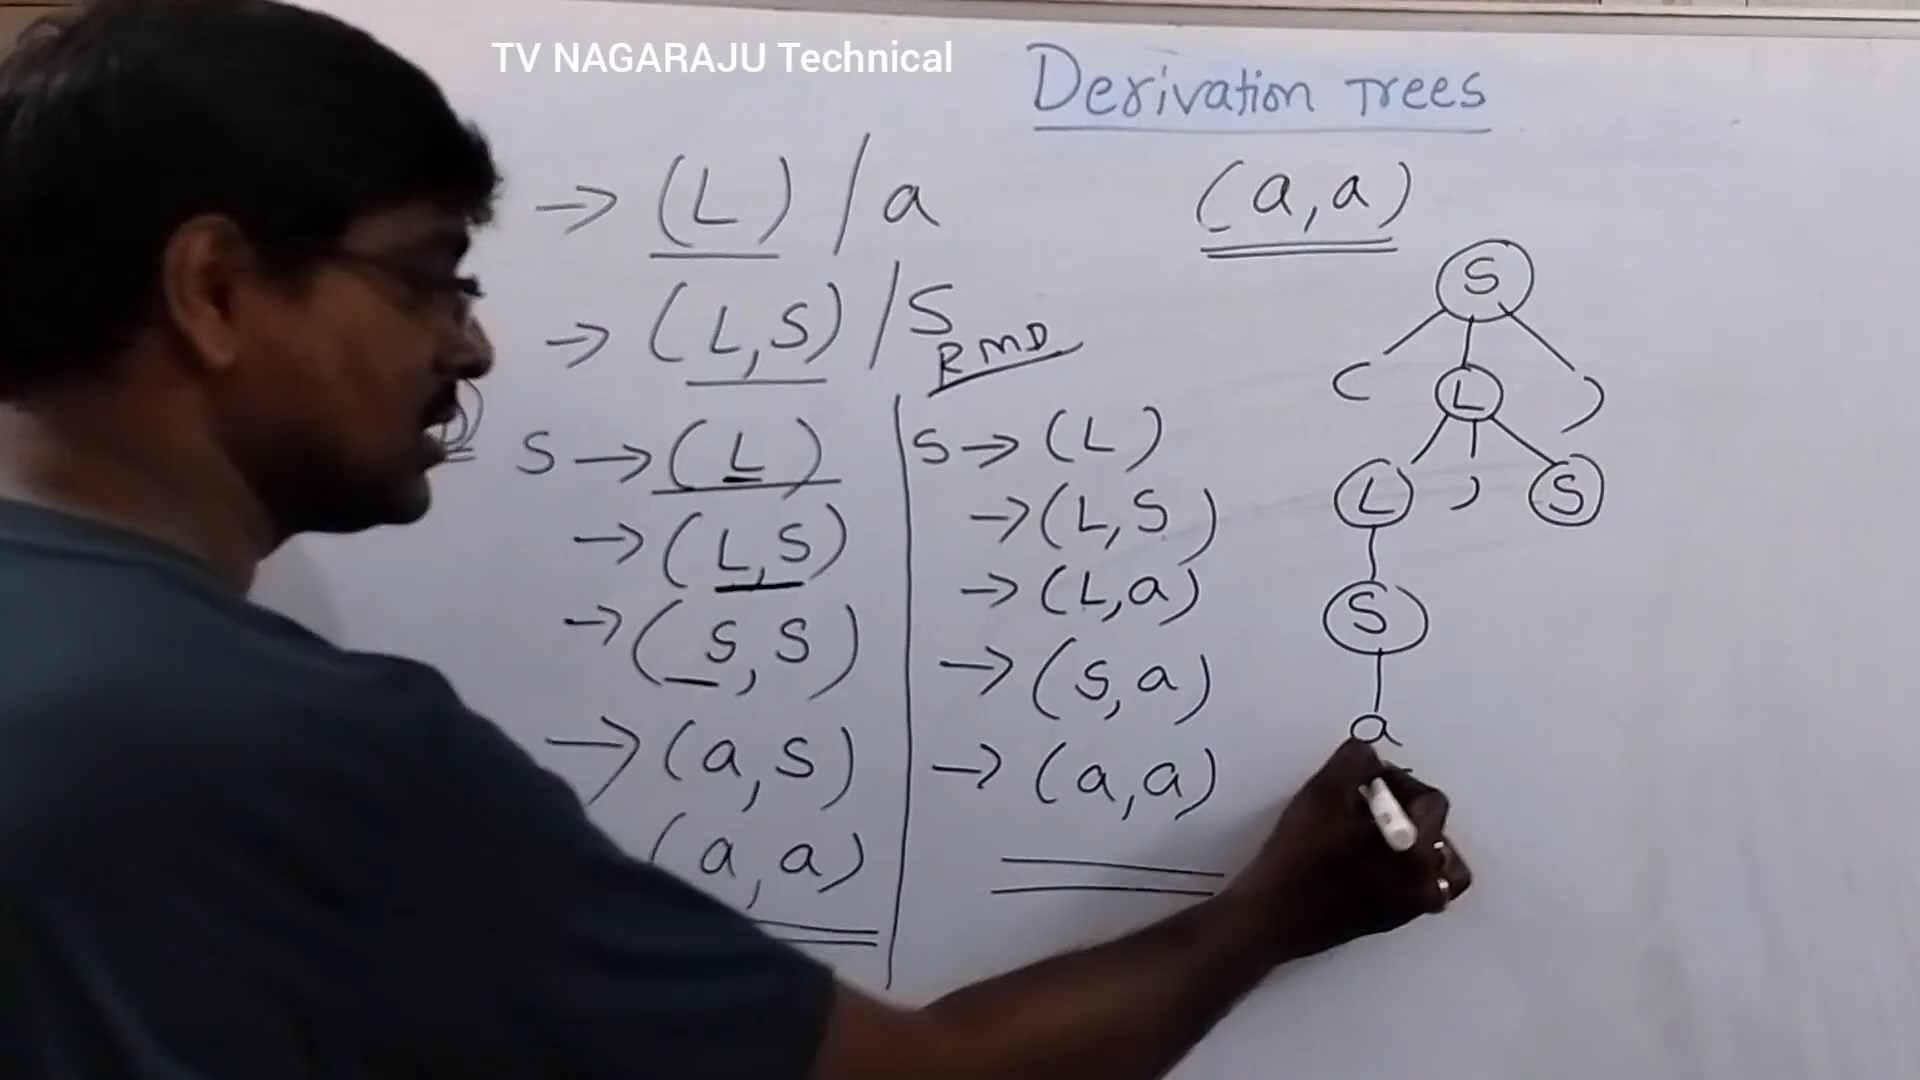 TV NAGARAJU Technical
Derivation Trees
→ (L) / a
(a,a)
→ (L,S) / S
RMD
S → (L)
→ (L,S)
→ (S,S)
→ (a,S)
(a,a)
S → (L)
→ (L,S)
→ (L,a)
→ (S,a)
→ (a,a)
S
( L )
L , S
S
a